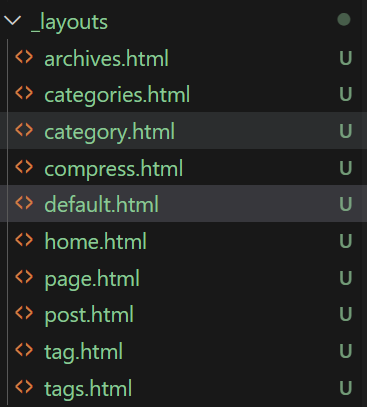 _layouts
archives.html U
categories.html U
category.html U
compress.html U
default.html U
home.html U
page.html U
post.html U
tag.html U
tags.html U